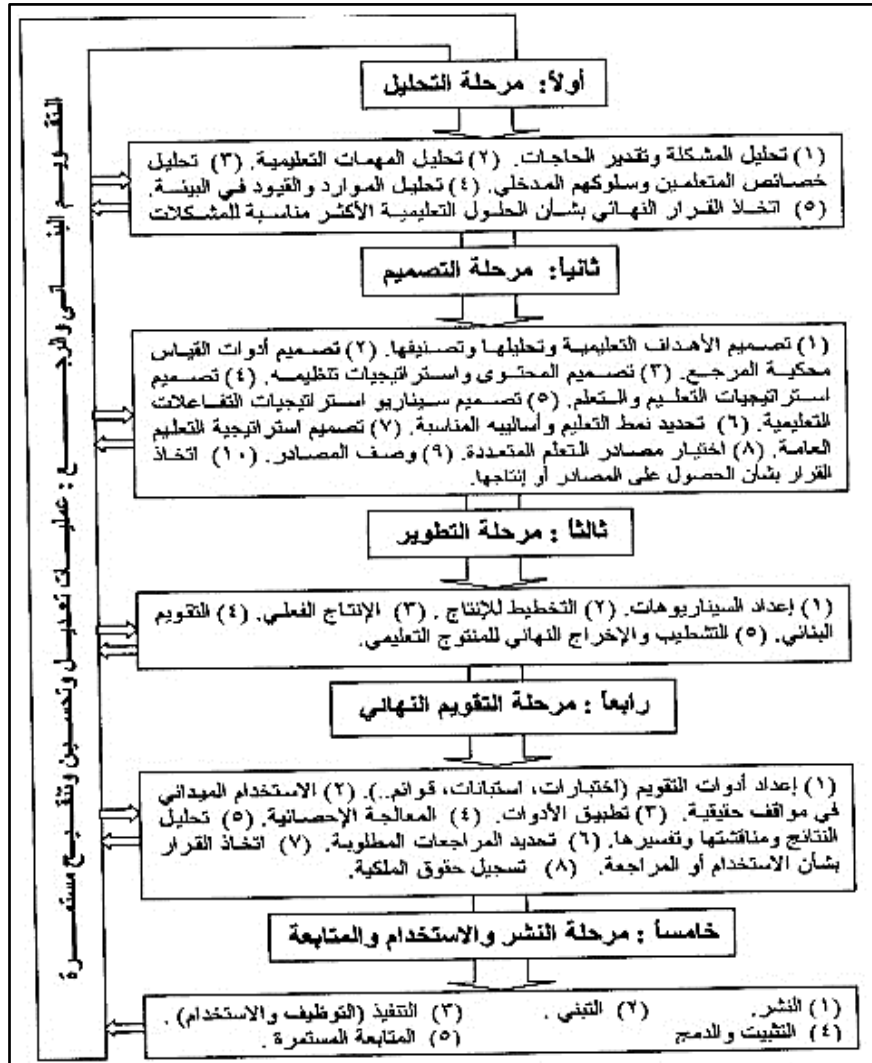 أولاً: مرحلة التحليل
(١) تحليل المشكلة وتقدير الحاجات. (٢) تحليل المهمات التعليمية. (٣) تحليل
خصائص المتعلمين وسلوكهم المدخلي. (٤) تحليل الموارد والقيود في البيئة.
(٥) اتخاذ القرار النهائي بشأن الحلول التعليمية الأكثر مناسبة للمشكلات
ثانياً: مرحلة التصميم
(١) تصميم الأهداف التعليمية وتحليلها وتصنيفها. (٢) تصميم أدوات القياس
محكية المرجع. (٣) تصميم المحتوى واستراتيجيات تنظيمه. (٤) تصميم
استراتيجيات التعليم والتعلم. (٥) تصميم سيناريو استراتيجيات التفاعلات
التعليمية. (٦) تحديد نمط التعليم وأساليبه المناسبة. (٧) تصميم استراتيجية التعليم
العامة. (٨) اختيار مصادر التعلم المتعددة. (٩) وصف المصادر. (١٠) اتخاذ
القرار بشأن الحصول على المصادر أو إنتاجها.
ثالثاً : مرحلة التطوير
(١) إعداد السيناريوهات. (٢) التخطيط للإنتاج . (٣) الإنتاج الفعلي. (٤) التقويم
البنائي. (٥) التشطيب والإخراج النهائي للمنتوج التعليمي.
رابعاً : مرحلة التقويم النهائي
(١) إعداد أدوات التقويم (اختبارات، استبانات، قوائم..). (٢) الاستخدام الميداني
في مواقف حقيقية. (٣) تطبيق الأدوات. (٤) المعالجة الإحصائية. (٥) تحليل
النتائج ومناقشتها وتفسيرها. (٦) تحديد المراجعات المطلوبة. (٧) اتخاذ القرار
بشأن الاستخدام أو المراجعة. (٨) تسجيل حقوق الملكية.
خامساً : مرحلة النشر والاستخدام والمتابعة
(١) النشر. (٢) التبني . (٣) التنفيذ (التوظيف والاستخدام) .
(٤) التثبيت والدمج (٥) المتابعة المستمرة .
التقويم البنائي والرجع : عمليات تعديل وتحسين وتنقيح مستمرة